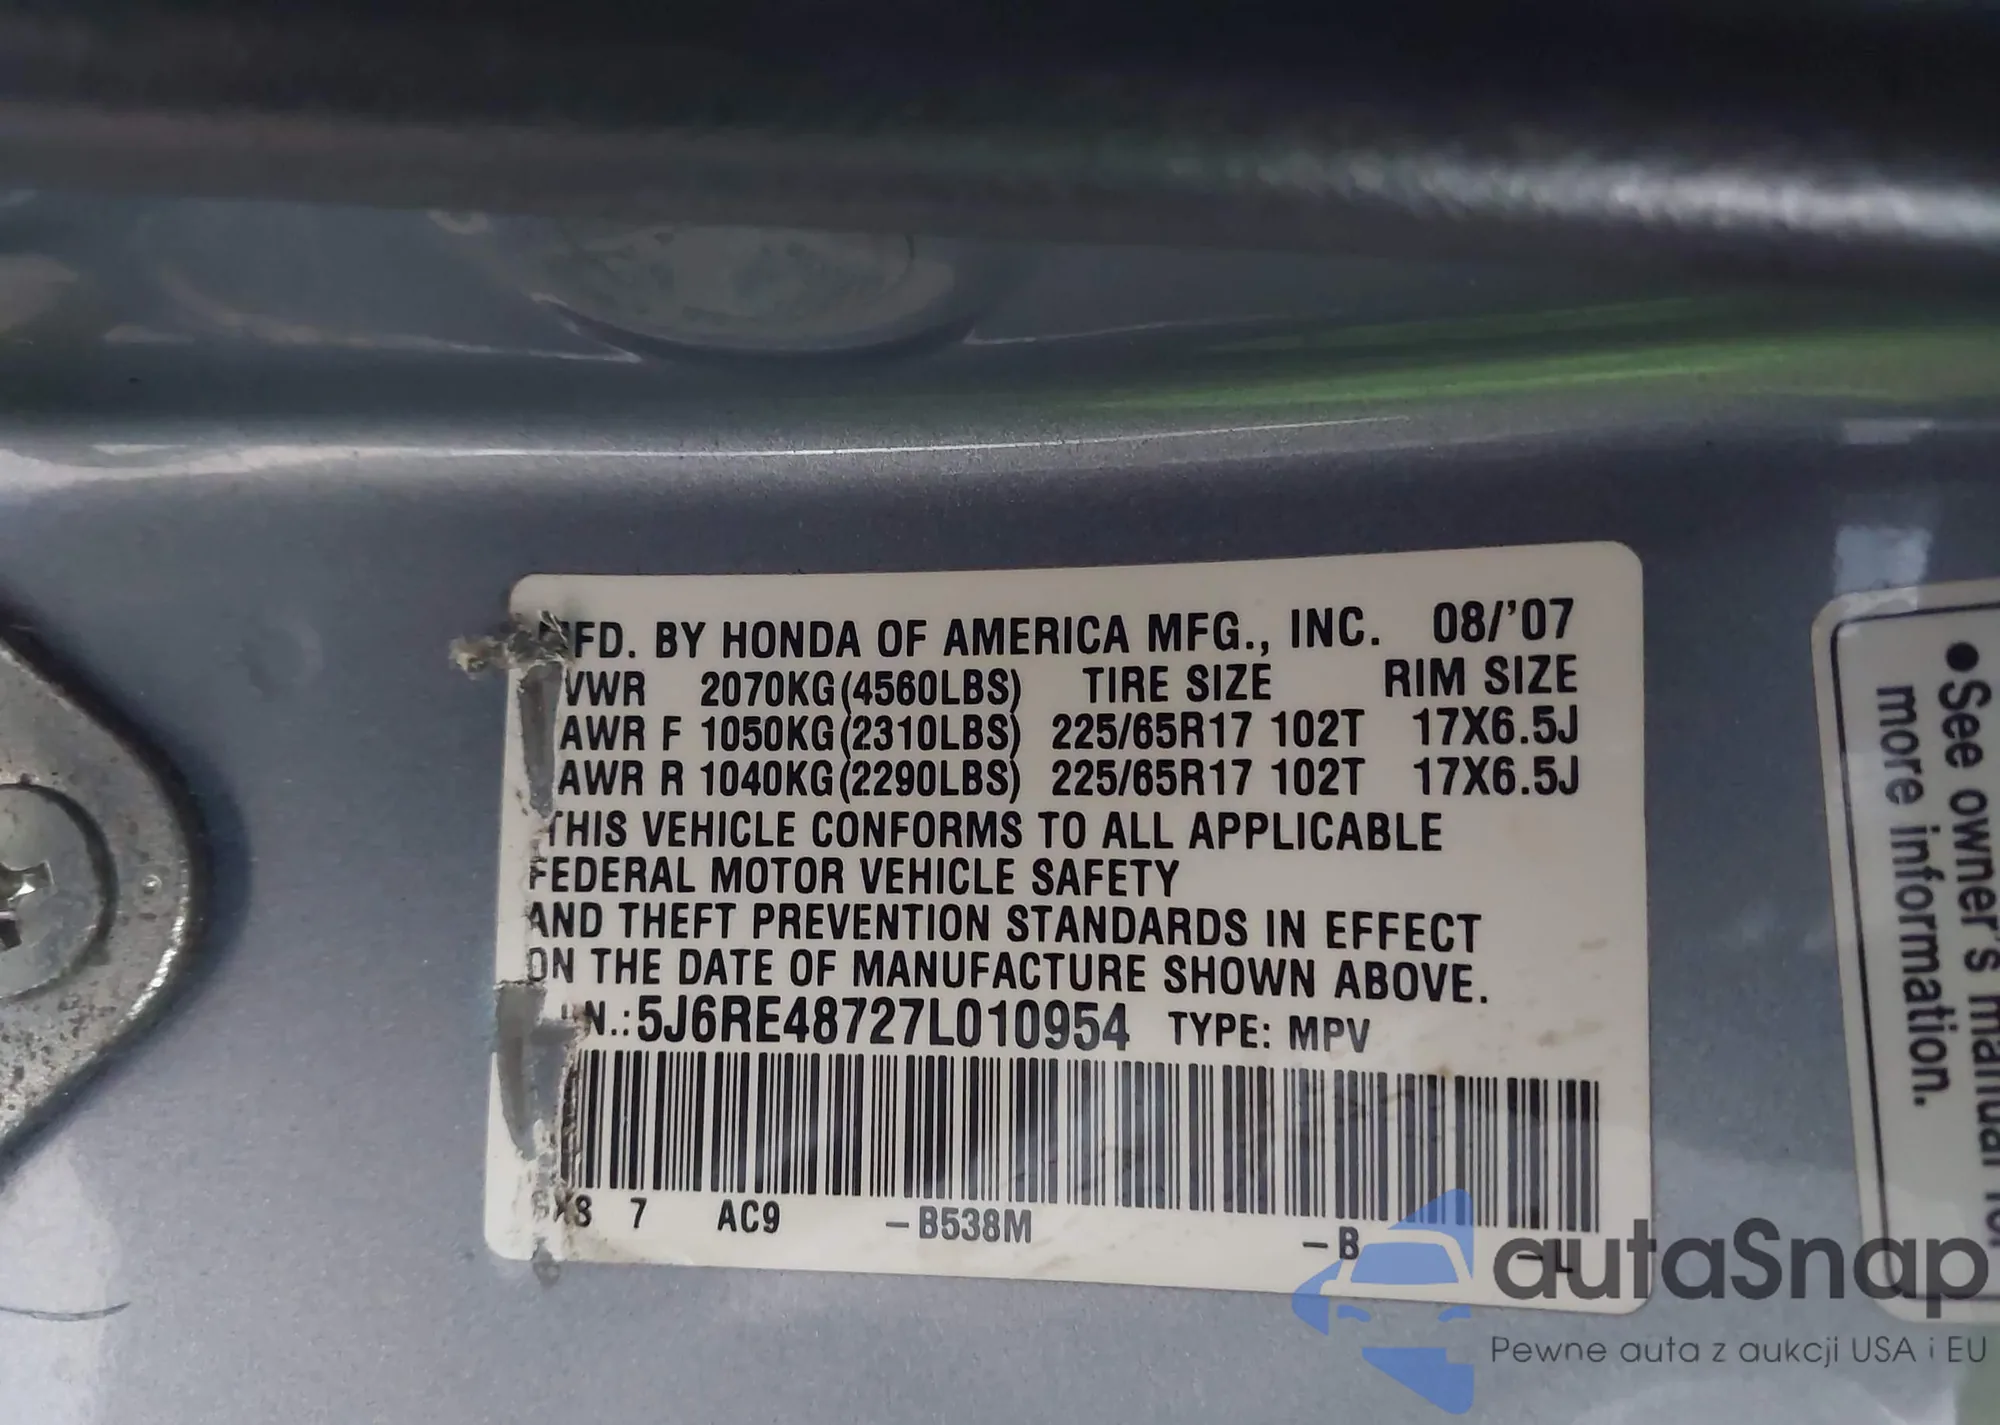 MFD. BY HONDA OF AMERICA MFG., INC. 08/'07
VWR 2070KG(4560LBS) TIRE SIZE RIM SIZE
AWR F 1050KG(2310LBS) 225/65R17 102T 17X6.5J
AWR R 1040KG(2290LBS) 225/65R17 102T 17X6.5J
THIS VEHICLE CONFORMS TO ALL APPLICABLE
FEDERAL MOTOR VEHICLE SAFETY
AND THEFT PREVENTION STANDARDS IN EFFECT
ON THE DATE OF MANUFACTURE SHOWN ABOVE.
I.N.:5J6RE48727L010954 TYPE: MPV
7 AC9 –B538M –B –L
●See owner's manual for
more information.
autaSnap
Pewne auta z aukcji USA i EU